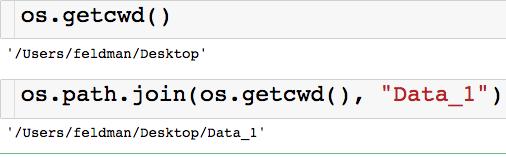 os.getcwd()
'/Users/feldman/Desktop'
os.path.join(os.getcwd(), "Data_1")
'/Users/feldman/Desktop/Data_1'